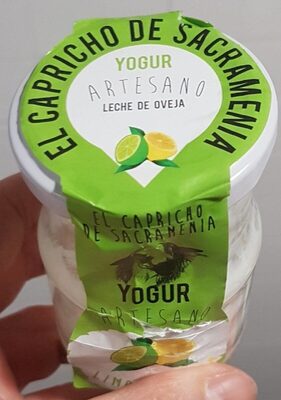 EL CAPRICHO DE SACRAMENIA
YOGUR
ARTESANO
LECHE DE OVEJA
EL CAPRICHO
DE SACRAMENIA
YOGUR
ARTESANO